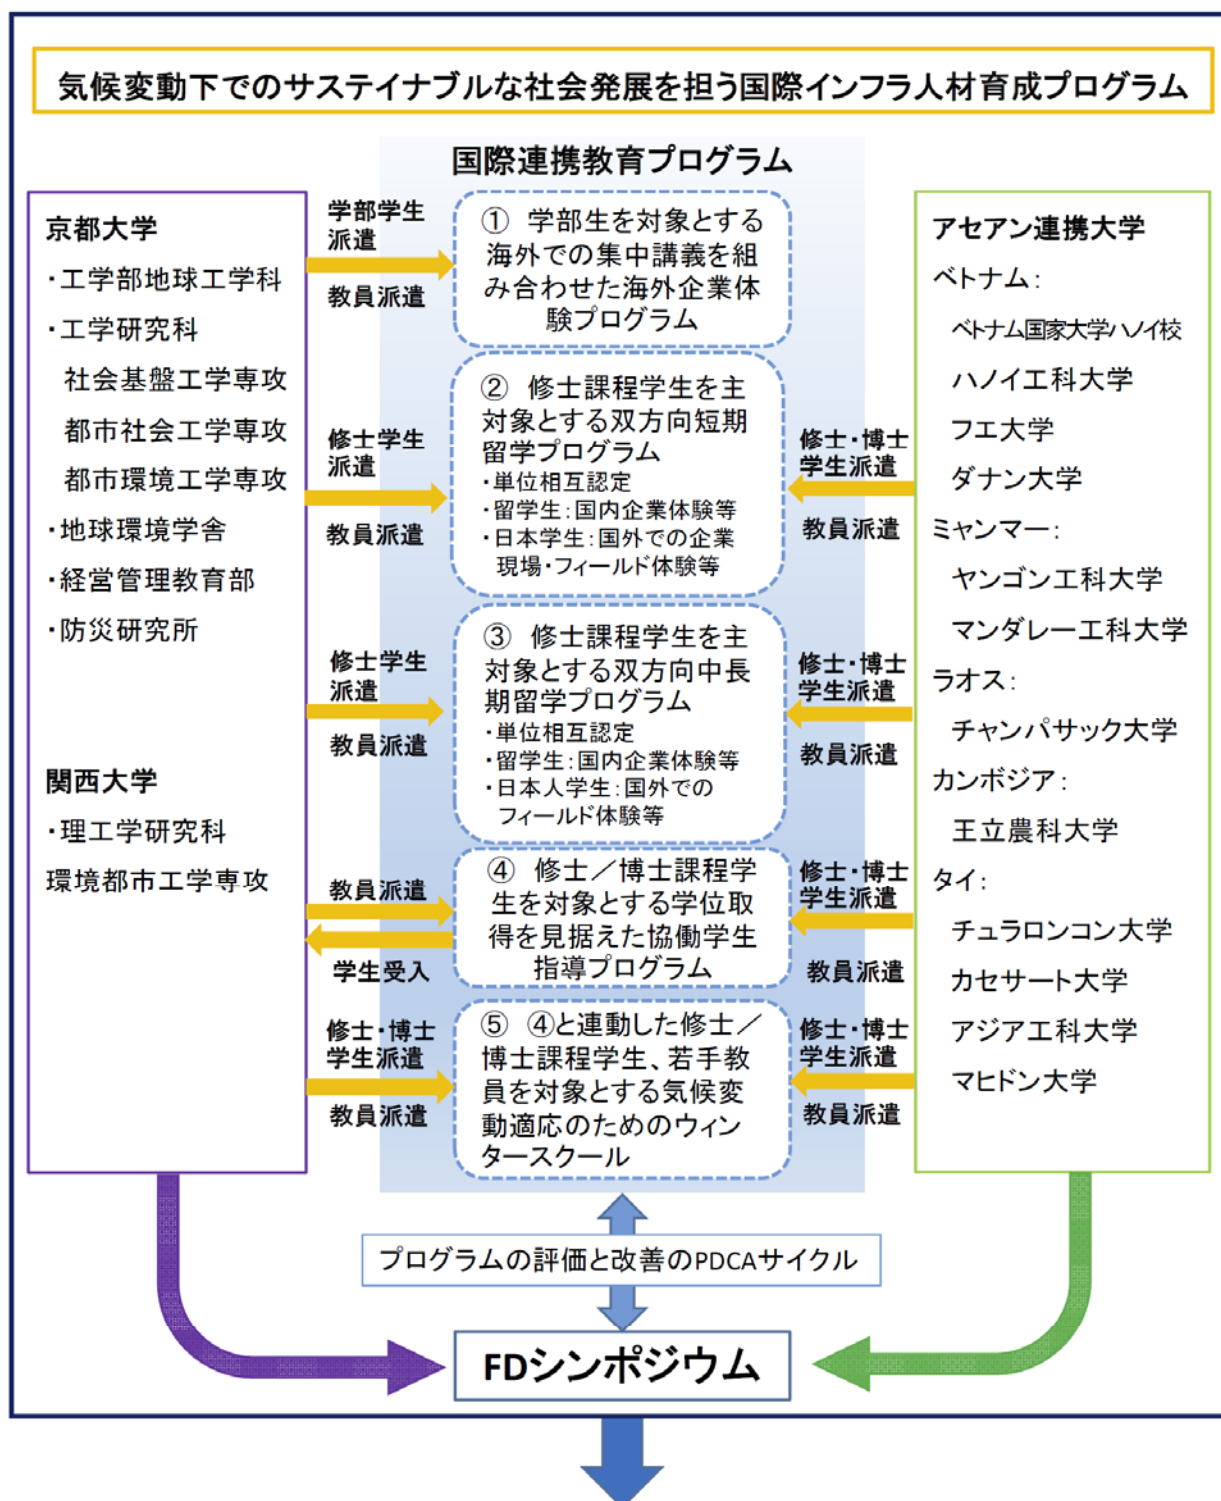 気候変動下でのサステイナブルな社会発展を担う国際インフラ人材育成プログラム
国際連携教育プログラム
京都大学
・工学部地球工学科
・工学研究科
社会基盤工学専攻
都市社会工学専攻
都市環境工学専攻
・地球環境学舎
・経営管理教育部
・防災研究所
関西大学
・理工学研究科
環境都市工学専攻
学部学生
派遣
教員派遣
① 学部生を対象とする
海外での集中講義を組
み合わせた海外企業体
験プログラム
修士学生
派遣
教員派遣
② 修士課程学生を主
対象とする双方向短期
留学プログラム
・単位相互認定
・留学生：国内企業体験等
・日本学生：国外での企業
現場・フィールド体験等
修士・博士
学生派遣
教員派遣
修士学生
派遣
教員派遣
③ 修士課程学生を主
対象とする双方向中長
期留学プログラム
・単位相互認定
・留学生：国内企業体験等
・日本人学生：国外での
フィールド体験等
修士・博士
学生派遣
教員派遣
教員派遣
学生受入
④ 修士／博士課程学
生を対象とする学位取
得を見据えた協働学生
指導プログラム
修士・博士
学生派遣
教員派遣
修士・博士
学生派遣
教員派遣
⑤ ④と連動した修士／
博士課程学生、若手教
員を対象とする気候変
動適応のためのウィン
タースクール
修士・博士
学生派遣
教員派遣
アセアン連携大学
ベトナム：
ベトナム国家大学ハノイ校
ハノイ工科大学
フエ大学
ダナン大学
ミャンマー：
ヤンゴン工科大学
マンダレー工科大学
ラオス：
チャンパサック大学
カンボジア：
王立農科大学
タイ：
チュラロンコン大学
カセサート大学
アジア工科大学
マヒドン大学
プログラムの評価と改善のPDCAサイクル
FDシンポジウム